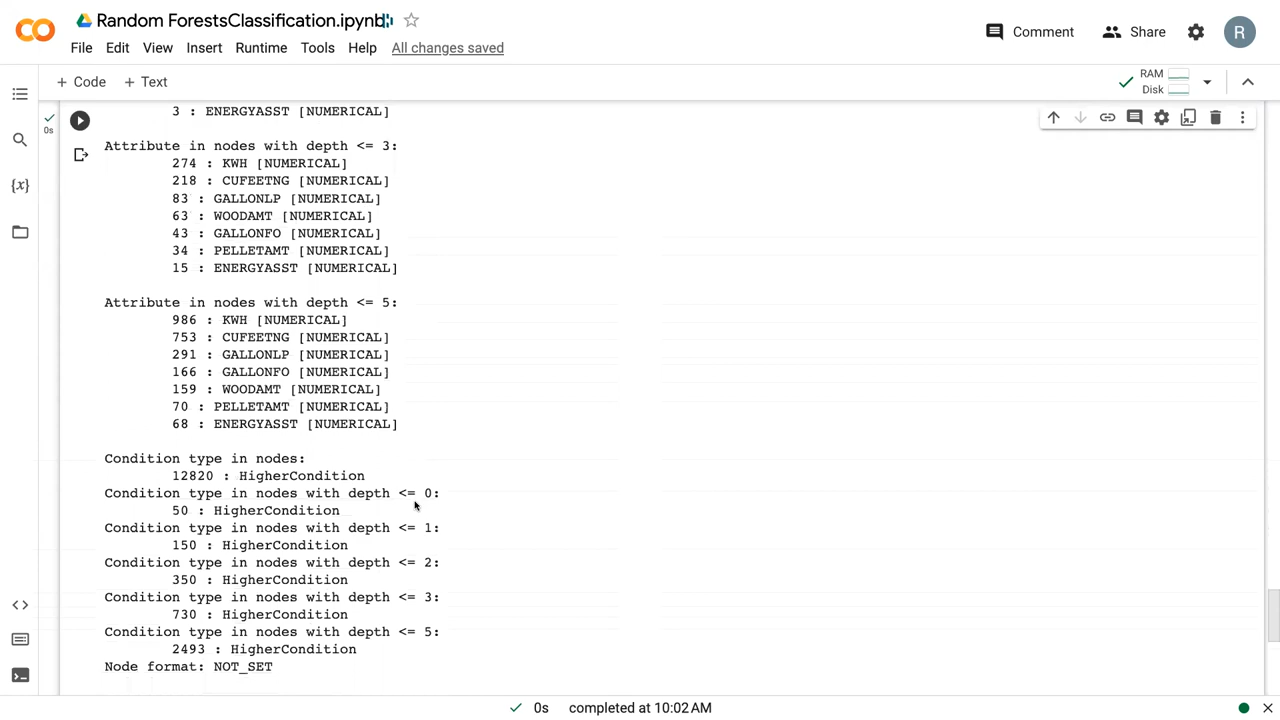 Random ForestsClassification.ipynb
File Edit View Insert Runtime Tools Help All changes saved
Comment Share R
+ Code + Text
RAM
Disk
3 : ENERGYASST [NUMERICAL]
0s
Attribute in nodes with depth <= 3:
274 : KWH [NUMERICAL]
218 : CUFEETNG [NUMERICAL]
83 : GALLONLP [NUMERICAL]
63 : WOODAMT [NUMERICAL]
43 : GALLONFO [NUMERICAL]
34 : PELLETAMT [NUMERICAL]
15 : ENERGYASST [NUMERICAL]
Attribute in nodes with depth <= 5:
986 : KWH [NUMERICAL]
753 : CUFEETNG [NUMERICAL]
291 : GALLONLP [NUMERICAL]
166 : GALLONFO [NUMERICAL]
159 : WOODAMT [NUMERICAL]
70 : PELLETAMT [NUMERICAL]
68 : ENERGYASST [NUMERICAL]
Condition type in nodes:
12820 : HigherCondition
Condition type in nodes with depth <= 0:
50 : HigherCondition
Condition type in nodes with depth <= 1:
150 : HigherCondition
Condition type in nodes with depth <= 2:
350 : HigherCondition
Condition type in nodes with depth <= 3:
730 : HigherCondition
Condition type in nodes with depth <= 5:
2493 : HigherCondition
Node format: NOT_SET
0s completed at 10:02 AM